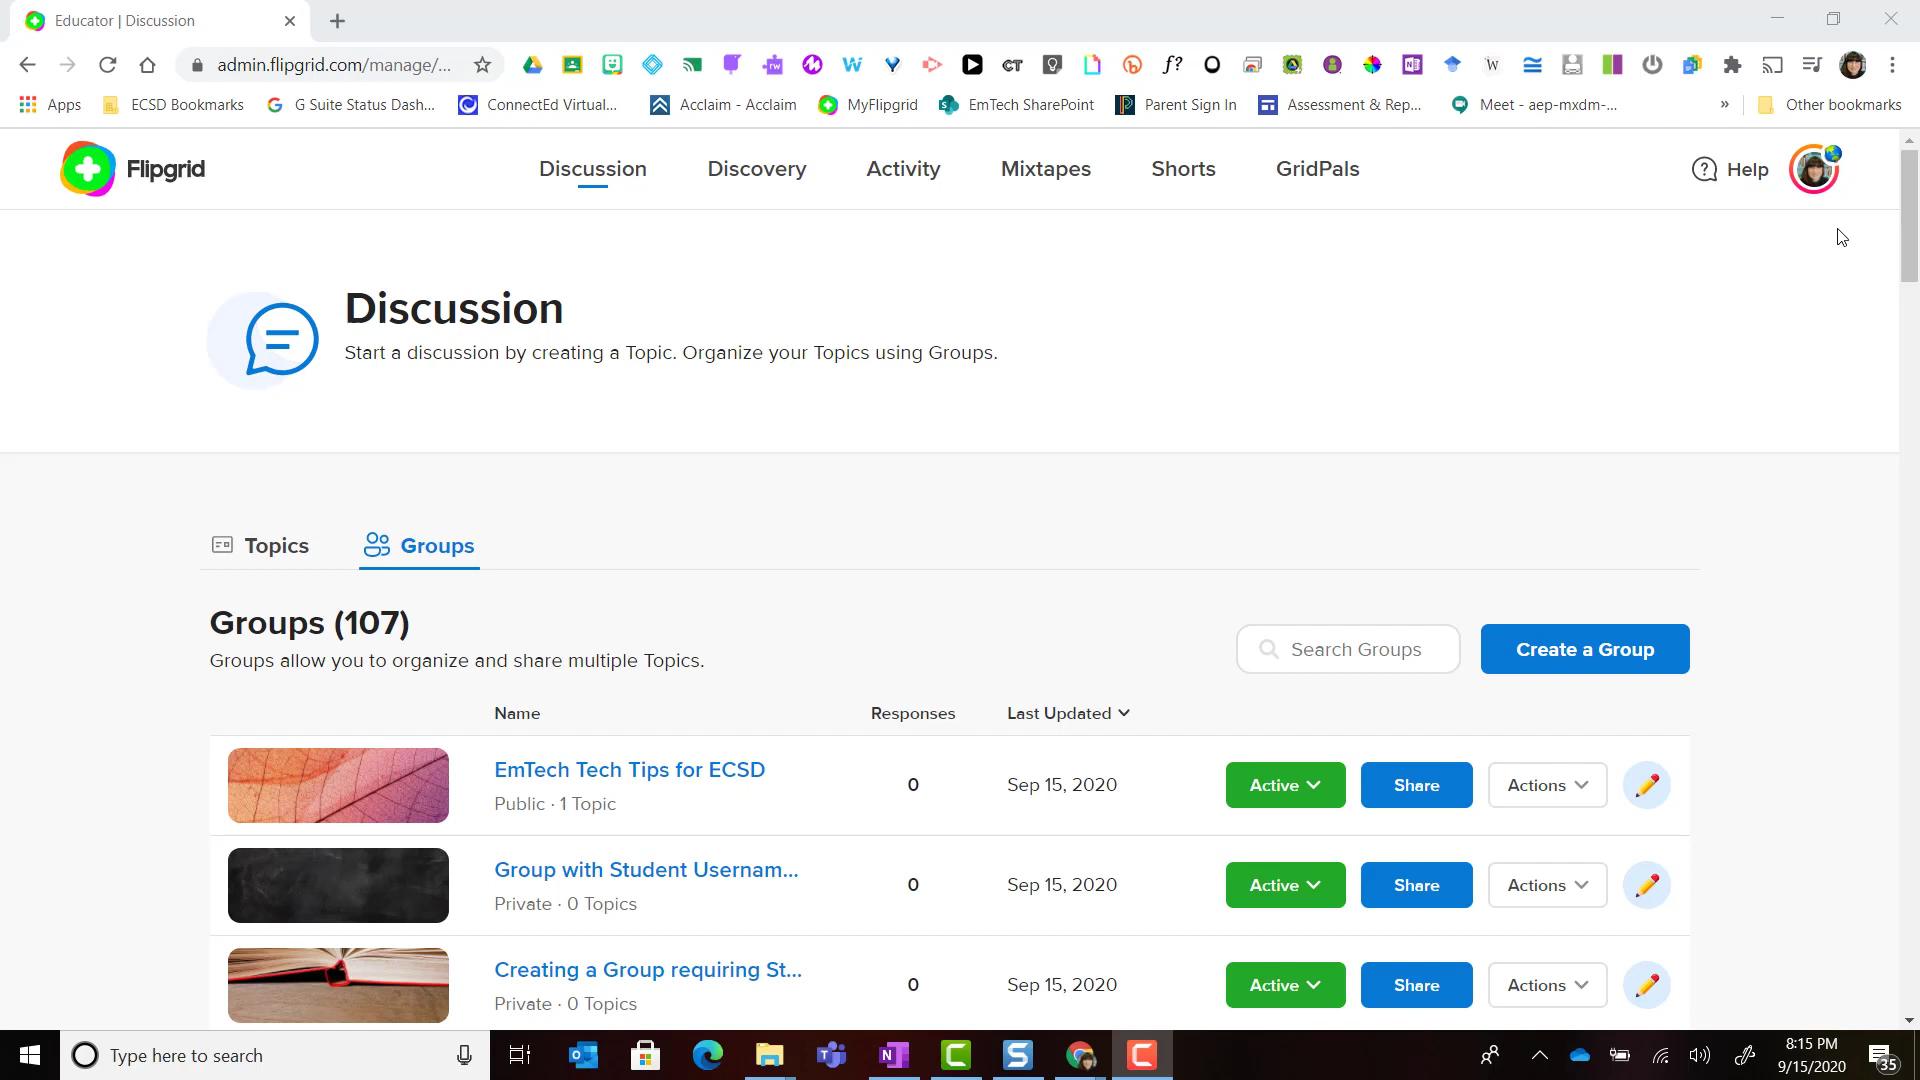 Educator | Discussion
admin.flipgrid.com/manage/...
rw
CT
f?
W
Apps
ECSD Bookmarks
G Suite Status Dash...
ConnectEd Virtual...
Acclaim - Acclaim
MyFlipgrid
EmTech SharePoint
Parent Sign In
Assessment & Rep...
Meet - aep-mxdm-...
»
Other bookmarks
Flipgrid
Discussion
Discovery
Activity
Mixtapes
Shorts
GridPals
Help
Discussion
Start a discussion by creating a Topic. Organize your Topics using Groups.
Topics
Groups
Groups (107)
Groups allow you to organize and share multiple Topics.
Search Groups
Create a Group
Name
Responses
Last Updated
EmTech Tech Tips for ECSD
Public · 1 Topic
0
Sep 15, 2020
Active
Share
Actions
Group with Student Usernam...
Private · 0 Topics
0
Sep 15, 2020
Active
Share
Actions
Creating a Group requiring St...
Private · 0 Topics
0
Sep 15, 2020
Active
Share
Actions
Type here to search
8:15 PM
9/15/2020
35